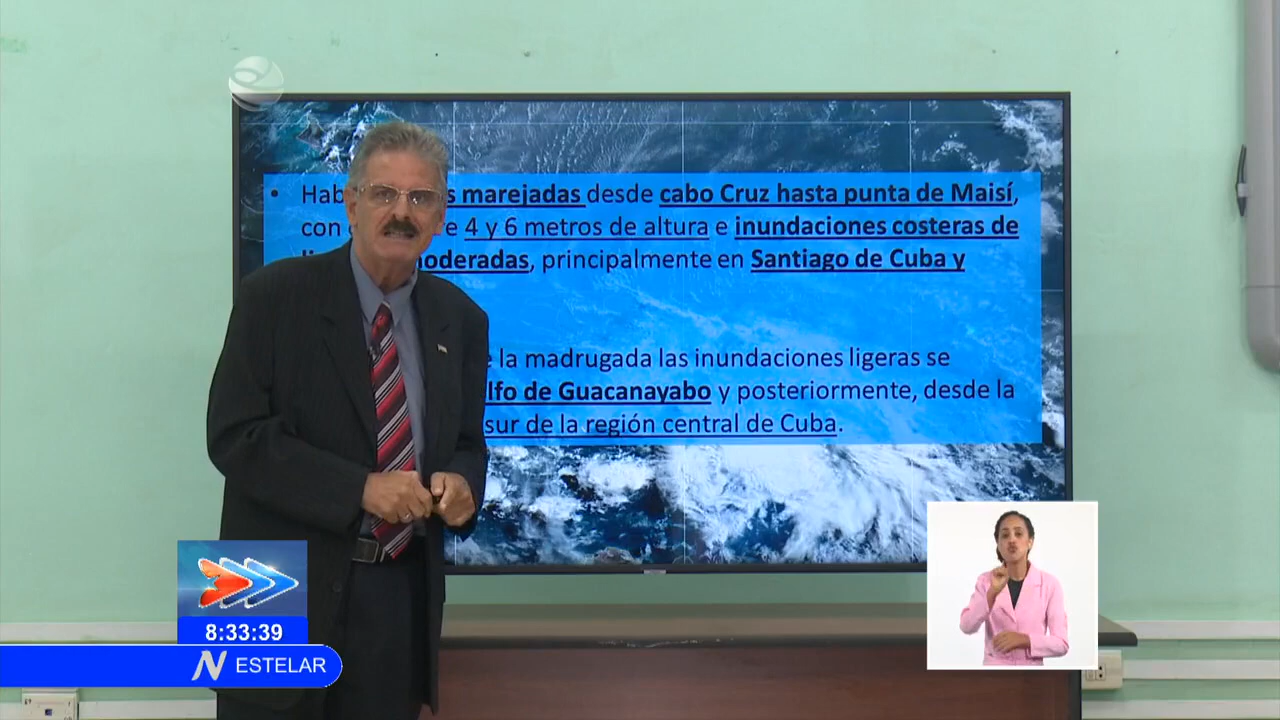 • Hab s marejadas desde cabo Cruz hasta punta de Maisí,
con re 4 y 6 metros de altura e inundaciones costeras de
moderadas, principalmente en Santiago de Cuba y
la madrugada las inundaciones ligeras se
lfo de Guacanayabo y posteriormente, desde la
sur de la región central de Cuba.
8:33:39
N ESTELAR